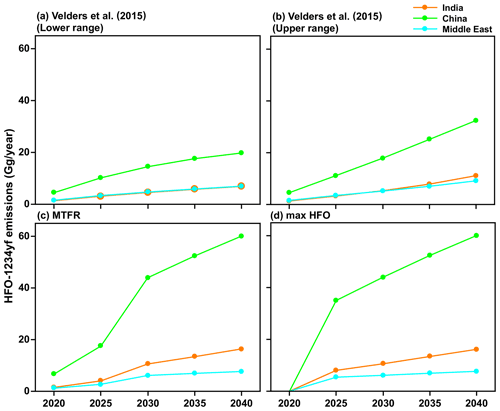 (a) Velders et al. (2015)
(Lower range)
(b) Velders et al. (2015)
(Upper range)
India
China
Middle East
60
40
20
0
(c) MTFR
(d) max HFO
60
40
20
0
HFO-1234yf emissions (Gg/year)
2020 2025 2030 2035 2040
2020 2025 2030 2035 2040